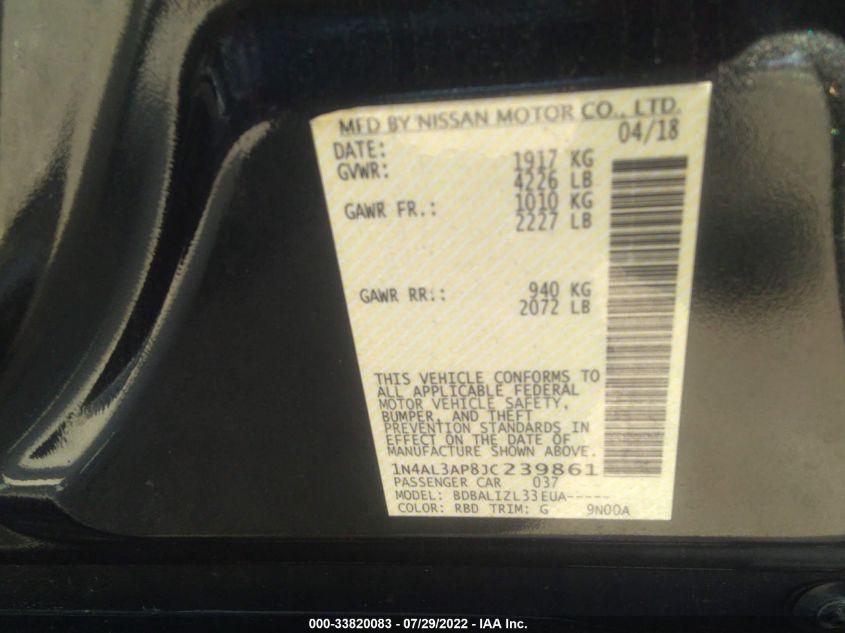 MFD BY NISSAN MOTOR CO., LTD.
DATE: 04/18
GVWR: 1917 KG
4226 LB
GAWR FR.: 1010 KG
2227 LB
GAWR RR.: 940 KG
2072 LB
THIS VEHICLE CONFORMS TO
ALL APPLICABLE FEDERAL
MOTOR VEHICLE SAFETY,
BUMPER, AND THEFT
PREVENTION STANDARDS IN
EFFECT ON THE DATE OF
MANUFACTURE SHOWN ABOVE.
1N4AL3AP8JC239861
PASSENGER CAR 037
MODEL: BDBALIZL33EUA-----
COLOR: RBD TRIM: G 9N00A
000-33820083 - 07/29/2022 - IAA Inc.